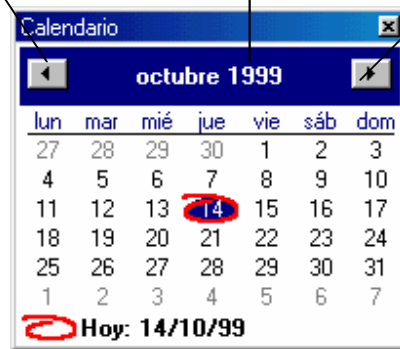 Calendario
octubre 1999
lun mar mié jue vie sáb dom
27 28 29 30 1 2 3
4 5 6 7 8 9 10
11 12 13 14 15 16 17
18 19 20 21 22 23 24
25 26 27 28 29 30 31
1 2 3 4 5 6 7
Hoy: 14/10/99